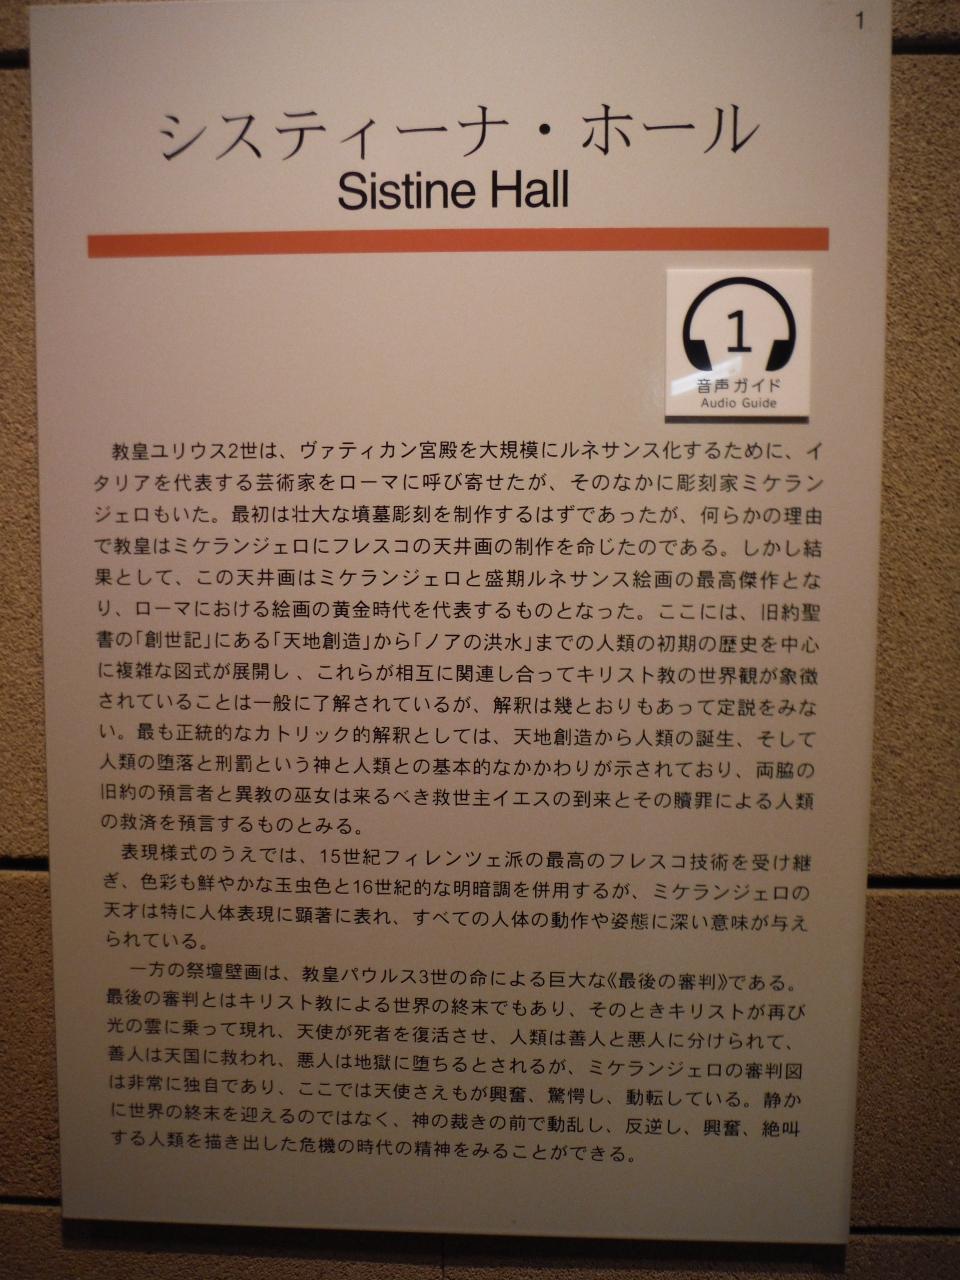 1
システィーナ・ホール
Sistine Hall
1
音声ガイド
Audio Guide
教皇ユリウス2世は、ヴァティカン宮殿を大規模にルネサンス化するために、イ
タリアを代表する芸術家をローマに呼び寄せたが、そのなかに彫刻家ミケラン
ジェロもいた。最初は壮大な墳墓彫刻を制作するはずであったが、何らかの理由
で教皇はミケランジェロにフレスコの天井画の制作を命じたのである。しかし結
果として、この天井画はミケランジェロと盛期ルネサンス絵画の最高傑作とな
り、ローマにおける絵画の黄金時代を代表するものとなった。ここには、旧約聖
書の「創世記」にある「天地創造」から「ノアの洪水」までの人類の初期の歴史を中心
に複雑な図式が展開し、これらが相互に関連し合ってキリスト教の世界観が象徴
されていることは一般に了解されているが、解釈は幾とおりもあって定説をみな
い。最も正統的なカトリック的解釈としては、天地創造から人類の誕生、そして
人類の堕落と刑罰という神と人類との基本的なかかわりが示されており、両脇の
旧約の預言者と異教の巫女は来るべき救世主イエスの到来とその贖罪による人類
の救済を預言するものとみる。
表現様式のうえでは、15世紀フィレンツェ派の最高のフレスコ技術を受け継
ぎ、色彩も鮮やかな玉虫色と16世紀的な明暗調を併用するが、ミケランジェロの
天才は特に人体表現に顕著に表れ、すべての人体の動作や姿態に深い意味が与え
られている。
一方の祭壇壁画は、教皇パウルス3世の命による巨大な《最後の審判》である。
最後の審判とはキリスト教による世界の終末でもあり、そのときキリストが再び
光の雲に乗って現れ、天使が死者を復活させ、人類は善人と悪人に分けられて、
善人は天国に救われ、悪人は地獄に堕ちるとされるが、ミケランジェロの審判図
は非常に独自であり、ここでは天使さえもが興奮、驚愕し、動転している。静か
に世界の終末を迎えるのではなく、神の裁きの前で動乱し、反逆し、興奮、絶叫
する人類を描き出した危機の時代の精神をみることができる。